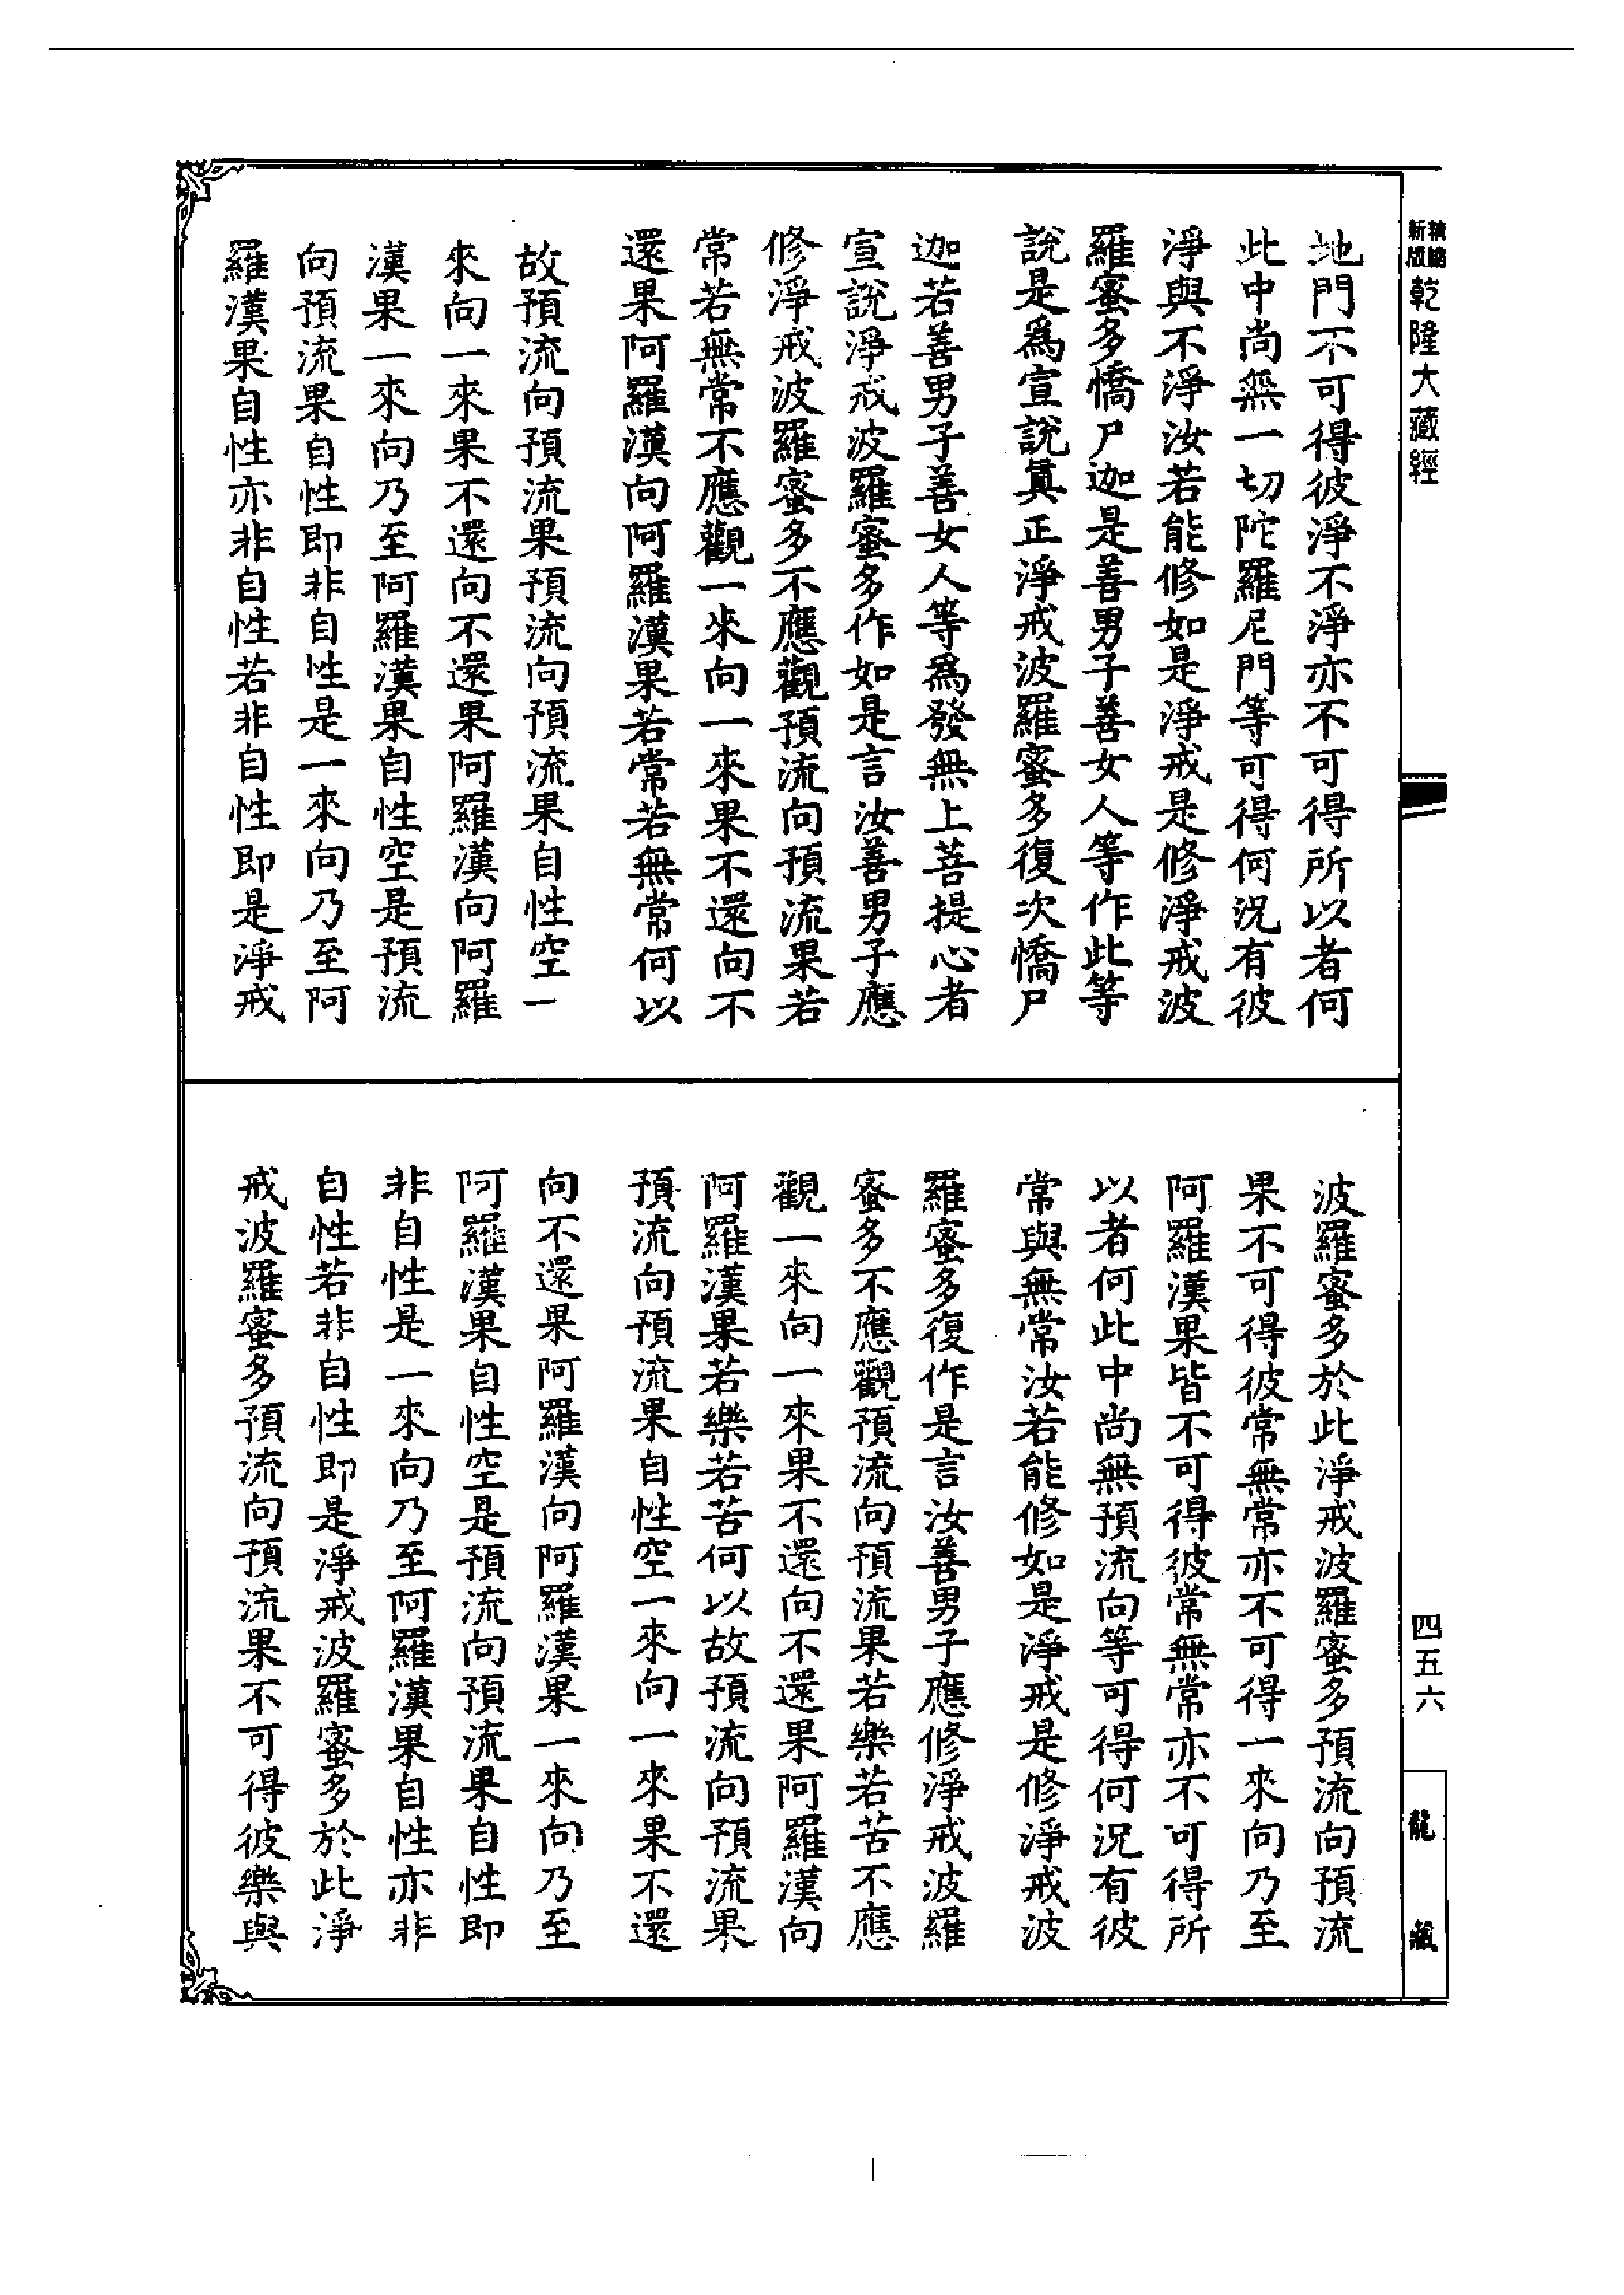 新版
精縮
乾隆大藏經
地門不可得彼淨不淨亦不可得所以者何
此中尚無一切陀羅尼門等可得何況有彼
淨與不淨汝若能修如是淨戒是修淨戒波
羅蜜多憍尸迦是善男子善女人等作此等
說是為宣說真正淨戒波羅蜜多復次憍尸
迦若善男子善女人等為發無上菩提心者
宣說淨戒波羅蜜多作如是言汝善男子應
修淨戒波羅蜜多不應觀預流向預流果若
常若無常不應觀一來向一來果不還向不
還果阿羅漢向阿羅漢果若常若無常何以
故預流向預流果預流向預流果自性空一
來向一來果不還向不還果阿羅漢向阿羅
漢果一來向乃至阿羅漢果自性空是預流
向預流果自性即非自性是一來向乃至阿
羅漢果自性亦非自性若非自性即是淨戒
波羅蜜多於此淨戒波羅蜜多預流向預流
果不可得彼常無常亦不可得一來向乃至
阿羅漢果皆不可得彼常無常亦不可得所
以者何此中尚無預流向等可得何況有彼
常與無常汝若能修如是淨戒是修淨戒波
羅蜜多復作是言汝善男子應修淨戒波羅
蜜多不應觀預流向預流果若樂若苦不應
觀一來向一來果不還向不還果阿羅漢向
阿羅漢果若樂若苦何以故預流向預流果
預流向預流果自性空一來向一來果不還
向不還果阿羅漢向阿羅漢果一來向乃至
阿羅漢果自性空是預流向預流果自性即
非自性是一來向乃至阿羅漢果自性亦非
自性若非自性即是淨戒波羅蜜多於此淨
戒波羅蜜多預流向預流果不可得彼樂與
四五六
龍藏